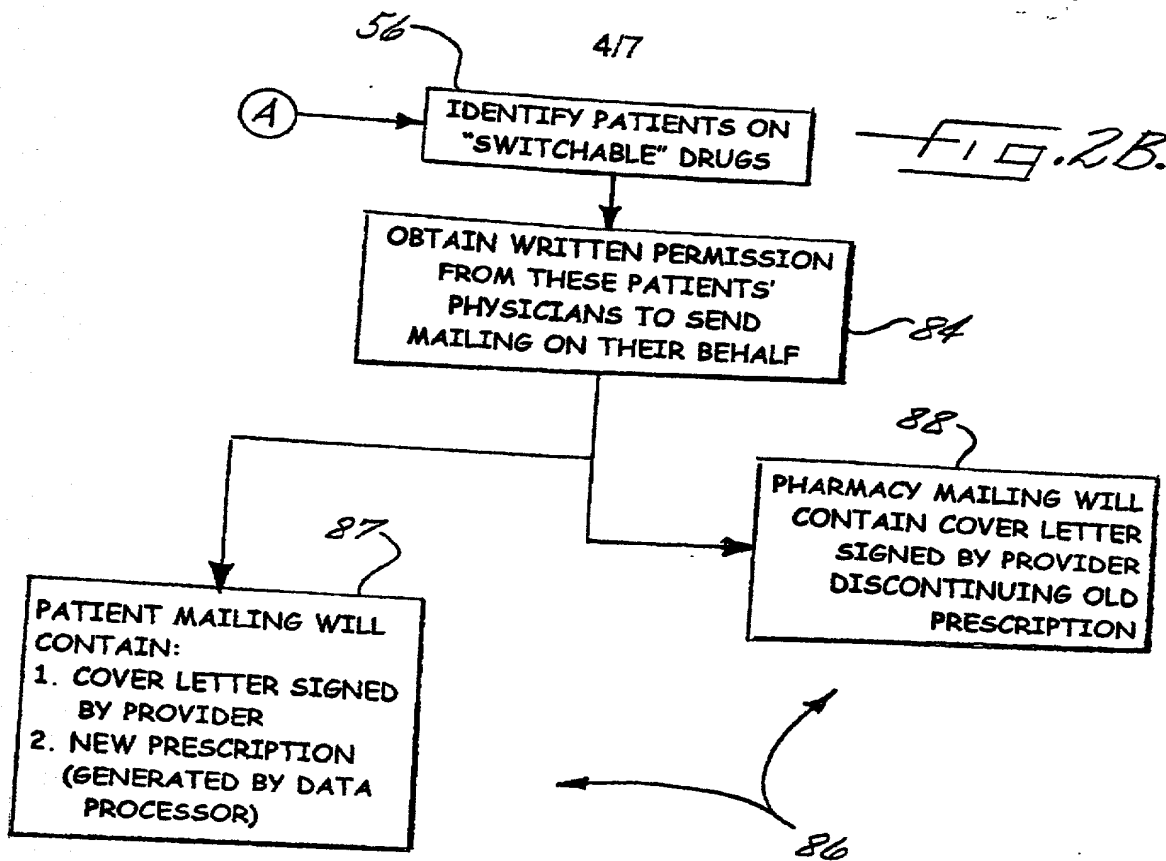 56
4/7
A
IDENTIFY PATIENTS ON
"SWITCHABLE" DRUGS
Fig. 2B.
OBTAIN WRITTEN PERMISSION
FROM THESE PATIENTS'
PHYSICIANS TO SEND
MAILING ON THEIR BEHALF
84
88
PHARMACY MAILING WILL
CONTAIN COVER LETTER
SIGNED BY PROVIDER
DISCONTINUING OLD
PRESCRIPTION
87
PATIENT MAILING WILL
CONTAIN:
1. COVER LETTER SIGNED
BY PROVIDER
2. NEW PRESCRIPTION
(GENERATED BY DATA
PROCESSOR)
86